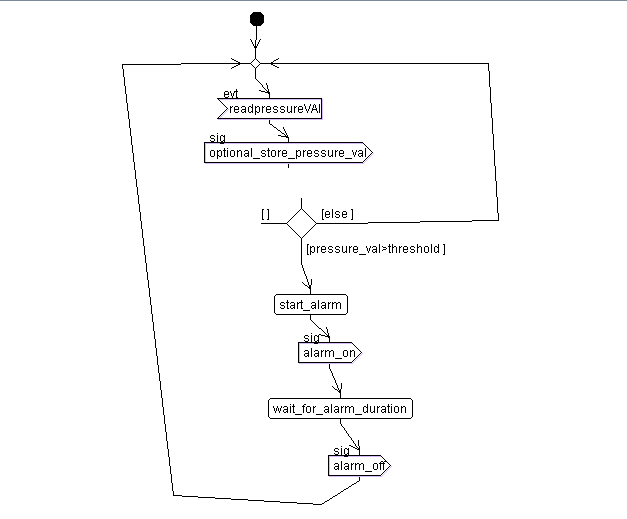 evt
readpressureVAl
sig
optional_store_pressure_val
[ ]
[else ]
[pressure_val>threshold ]
start_alarm
sig
alarm_on
wait_for_alarm_duration
sig
alarm_off